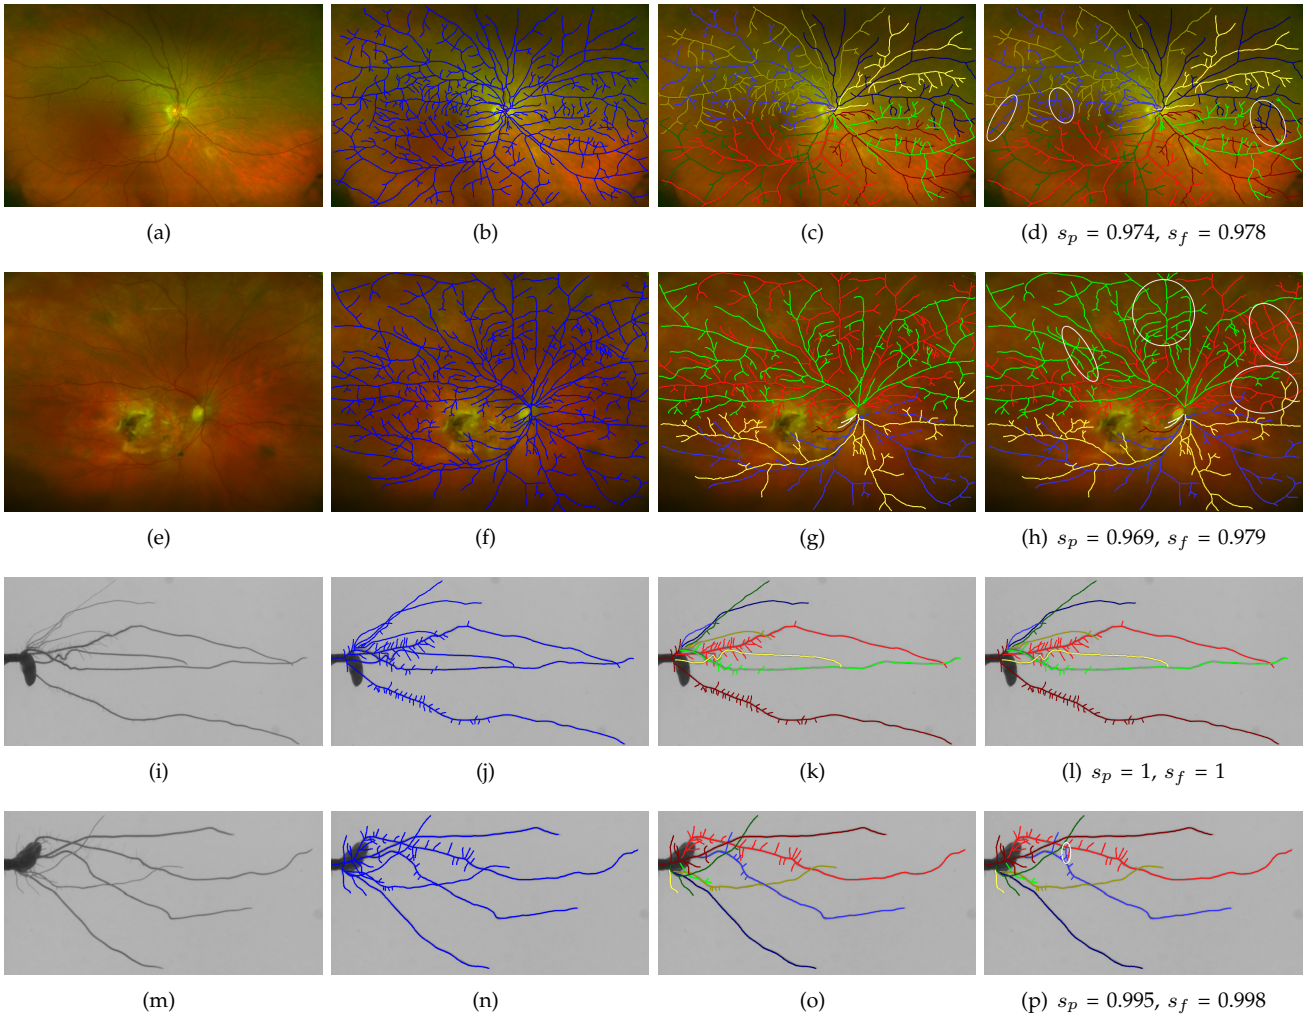 (a) (b) (c) (d) s_p = 0.974, s_f = 0.978
(e) (f) (g) (h) s_p = 0.969, s_f = 0.979
(i) (j) (k) (l) s_p = 1, s_f = 1
(m) (n) (o) (p) s_p = 0.995, s_f = 0.998